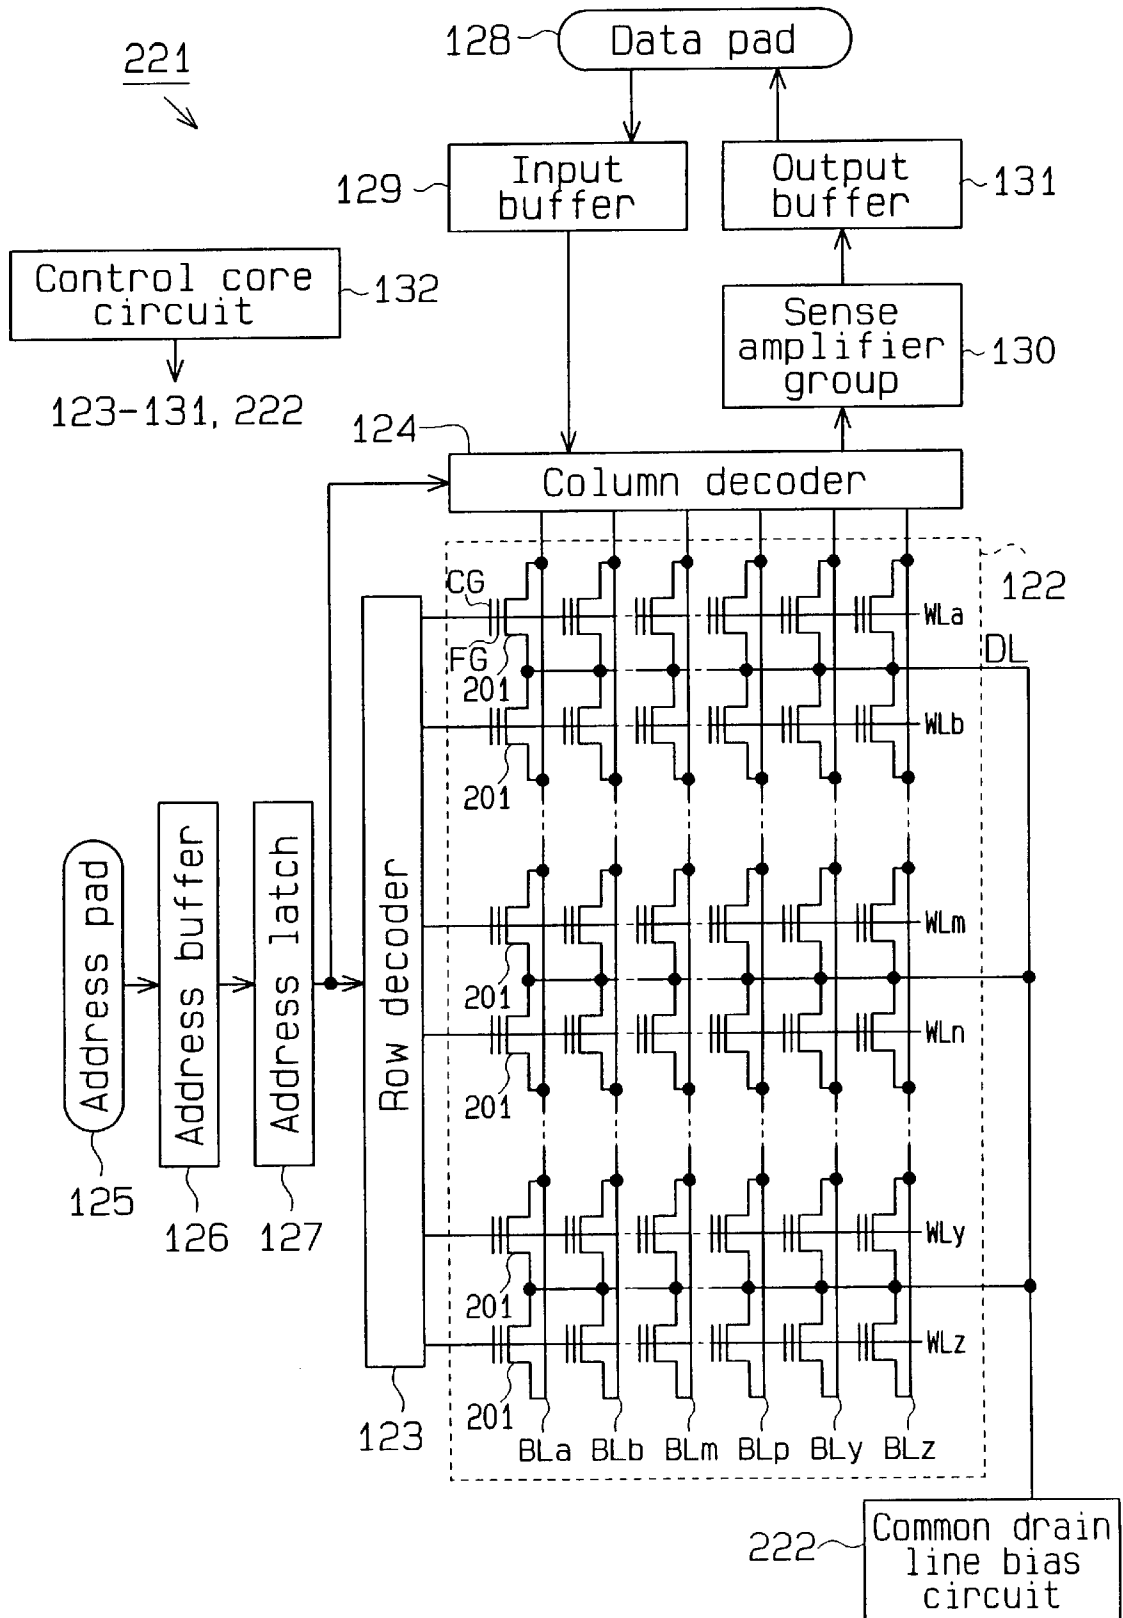 221
128
Data pad
129
Input
buffer
Output
buffer
131
Control core
circuit
132
123-131, 222
Sense
amplifier
group
130
124
Column decoder
122
CG
FG
201
WLa
DL
WLb
201
WLm
201
WLn
201
WLy
201
WLz
201
Address pad
125
Address buffer
126
Address latch
127
Row decoder
123
BLa
BLb
BLm
BLp
BLy
BLz
222
Common drain
line bias
circuit